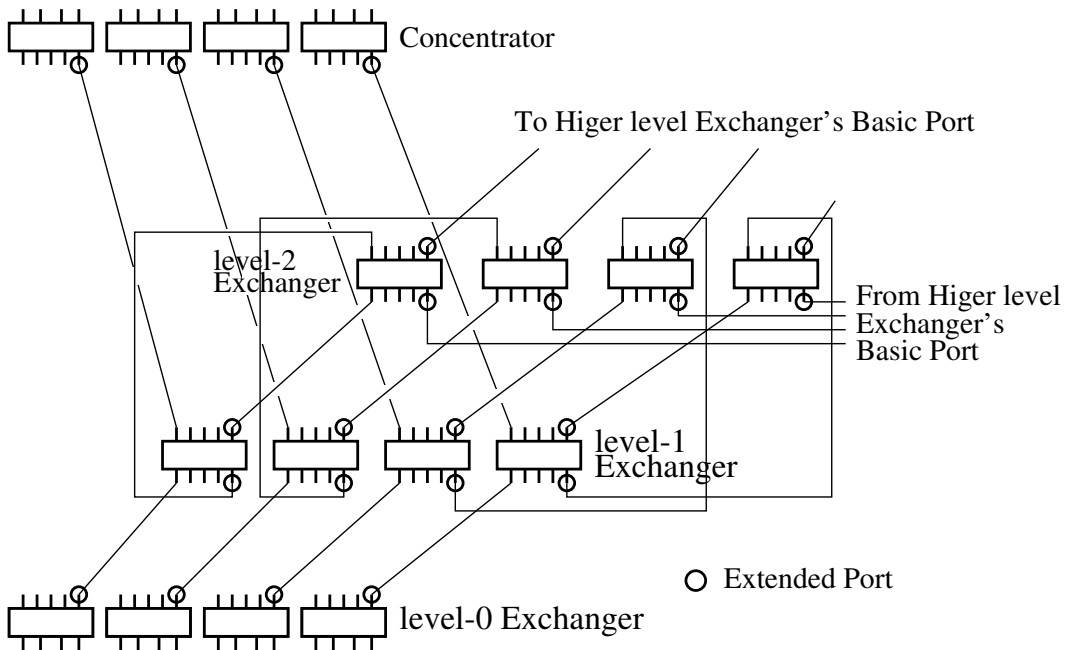 Concentrator
To Higer level Exchanger's Basic Port
level-2
Exchanger
From Higer level
Exchanger's
Basic Port
level-1
Exchanger
Extended Port
level-0 Exchanger